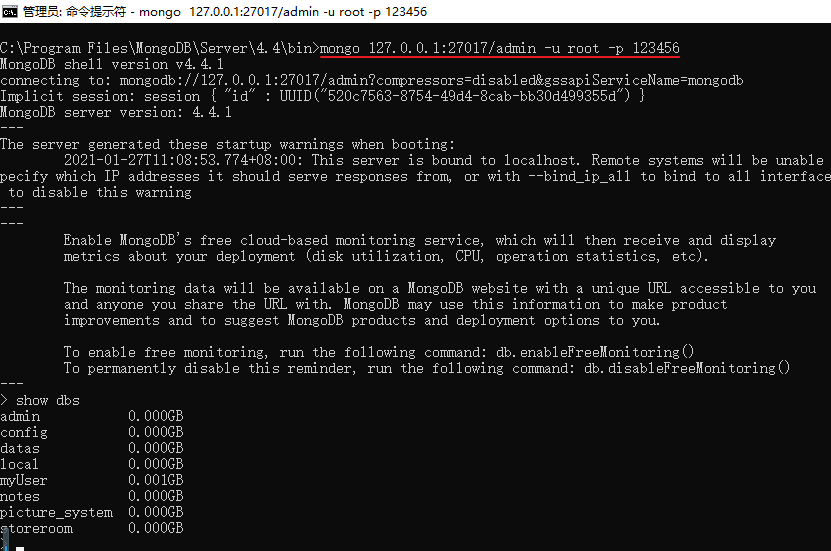 管理员: 命令提示符 - mongo  127.0.0.1:27017/admin -u root -p 123456
C:\Program Files\MongoDB\Server\4.4\bin>mongo 127.0.0.1:27017/admin -u root -p 123456
MongoDB shell version v4.4.1
connecting to: mongodb://127.0.0.1:27017/admin?compressors=disabled&gssapiServiceName=mongodb
Implicit session: session { "id" : UUID("520c7563-8754-49d4-8cab-bb30d499355d") }
MongoDB server version: 4.4.1
---
The server generated these startup warnings when booting:
        2021-01-27T11:08:53.774+08:00: This server is bound to localhost. Remote systems will be unable
pecify which IP addresses it should serve responses from, or with --bind_ip_all to bind to all interface
 to disable this warning
---
---
        Enable MongoDB's free cloud-based monitoring service, which will then receive and display
        metrics about your deployment (disk utilization, CPU, operation statistics, etc).
        The monitoring data will be available on a MongoDB website with a unique URL accessible to you
        and anyone you share the URL with. MongoDB may use this information to make product
        improvements and to suggest MongoDB products and deployment options to you.
        To enable free monitoring, run the following command: db.enableFreeMonitoring()
        To permanently disable this reminder, run the following command: db.disableFreeMonitoring()
---
> show dbs
admin           0.000GB
config          0.000GB
datas           0.000GB
local           0.000GB
myUser          0.001GB
notes           0.000GB
picture_system  0.000GB
storeroom       0.000GB